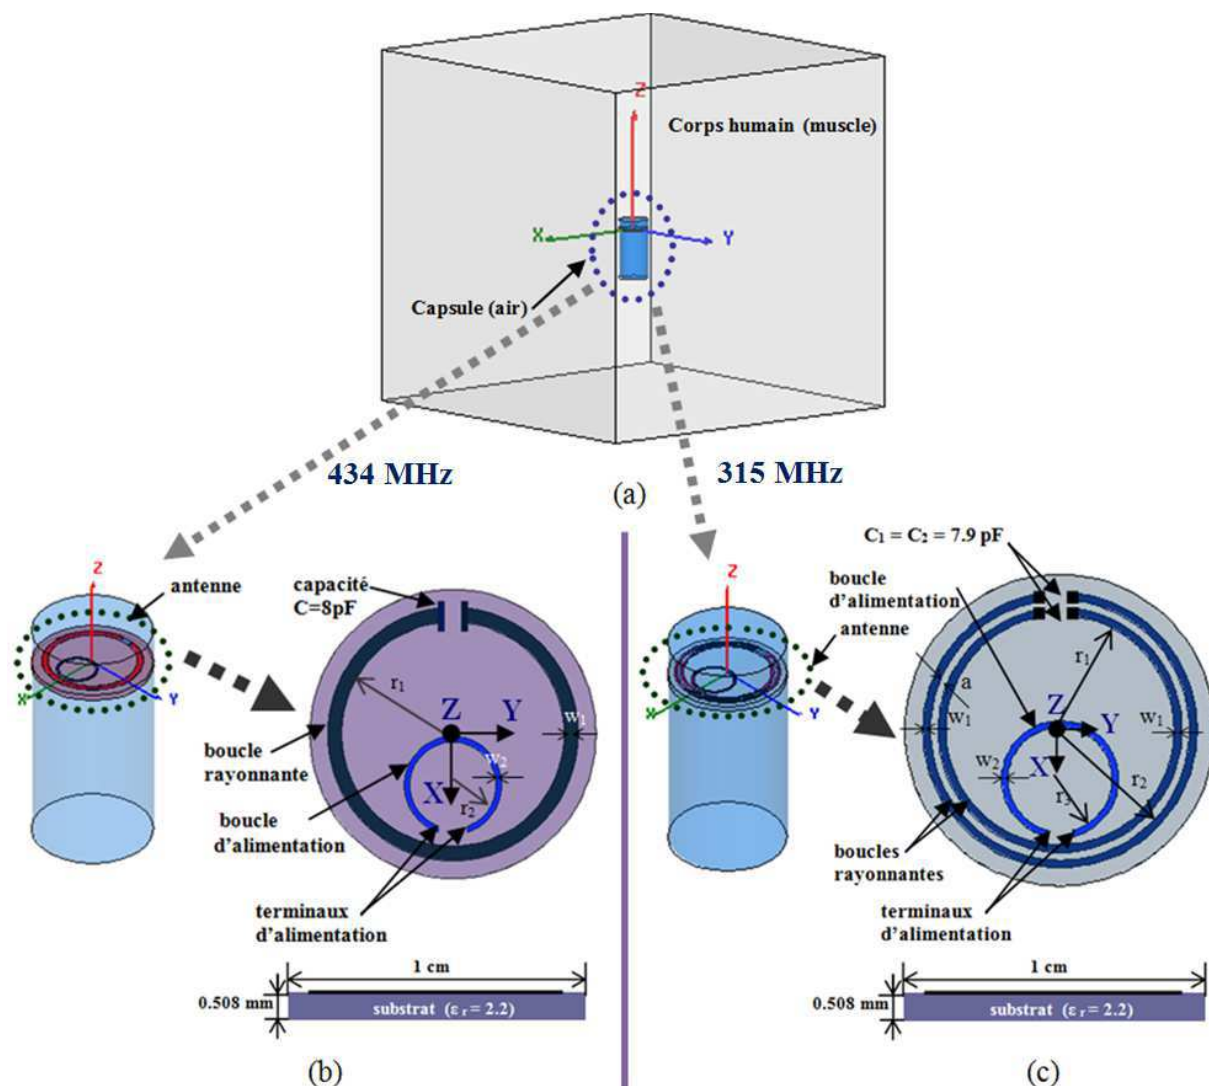 Z
Corps humain (muscle)
X
Y
Capsule (air)
434 MHz
315 MHz
(a)
Z
antenne
X
Y
capacité
C=8pF
r1
Z
Y
w1
w2
X
r2
boucle
rayonnante
boucle
d'alimentation
terminaux
d'alimentation
1 cm
0.508 mm
substrat (εr = 2.2)
(b)
C1 = C2 = 7.9 pF
boucle
d'alimentation
antenne
Z
X
Y
r1
a
w1
Z
Y
w1
w2
X
r2
r3
boucles
rayonnantes
terminaux
d'alimentation
1 cm
0.508 mm
substrat (εr = 2.2)
(c)